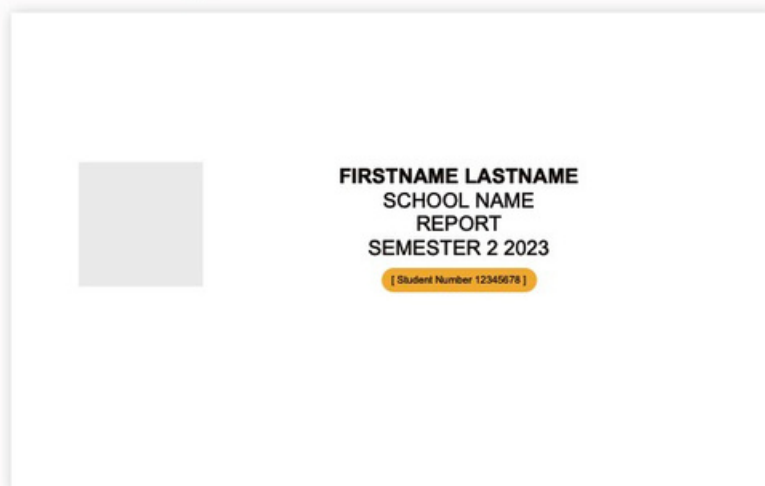 FIRSTNAME LASTNAME
SCHOOL NAME
REPORT
SEMESTER 2 2023
[ Student Number 12345678 ]